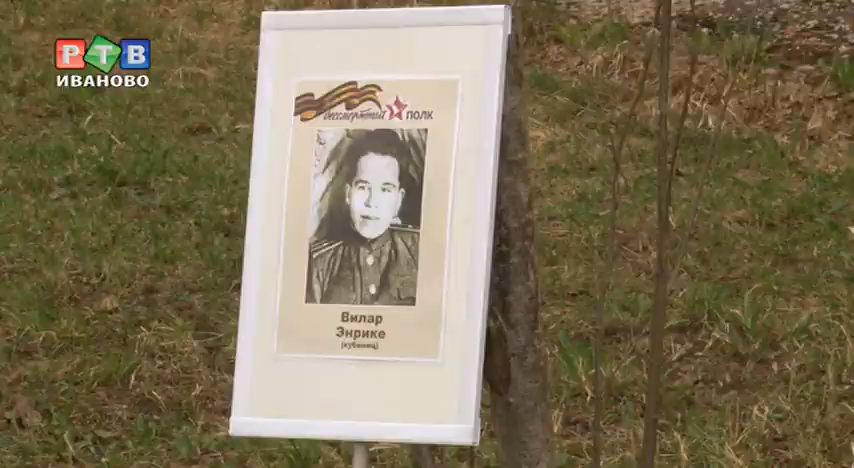 РТВ
ИВАНОВО
бессмертный ПОЛК
Вилар
Энрике
(кубинец)